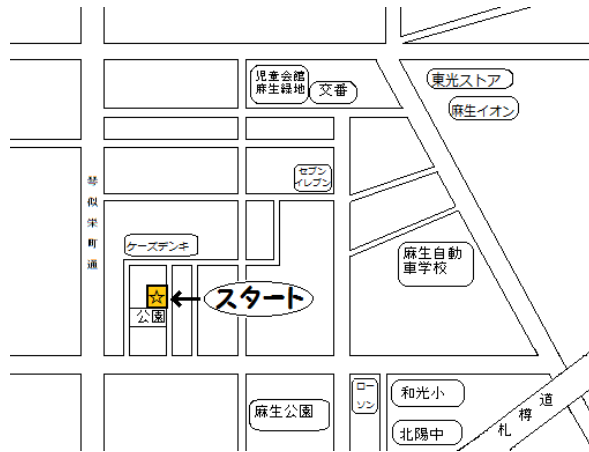 児童会館
麻生緑地
交番
東光ストア
麻生イオン
セブン
イレブン
琴似栄町通
ケーズデンキ
麻生自動
車学校
☆
スタート
公園
ロー
ソン
和光小
麻生公園
北陽中
札樽道